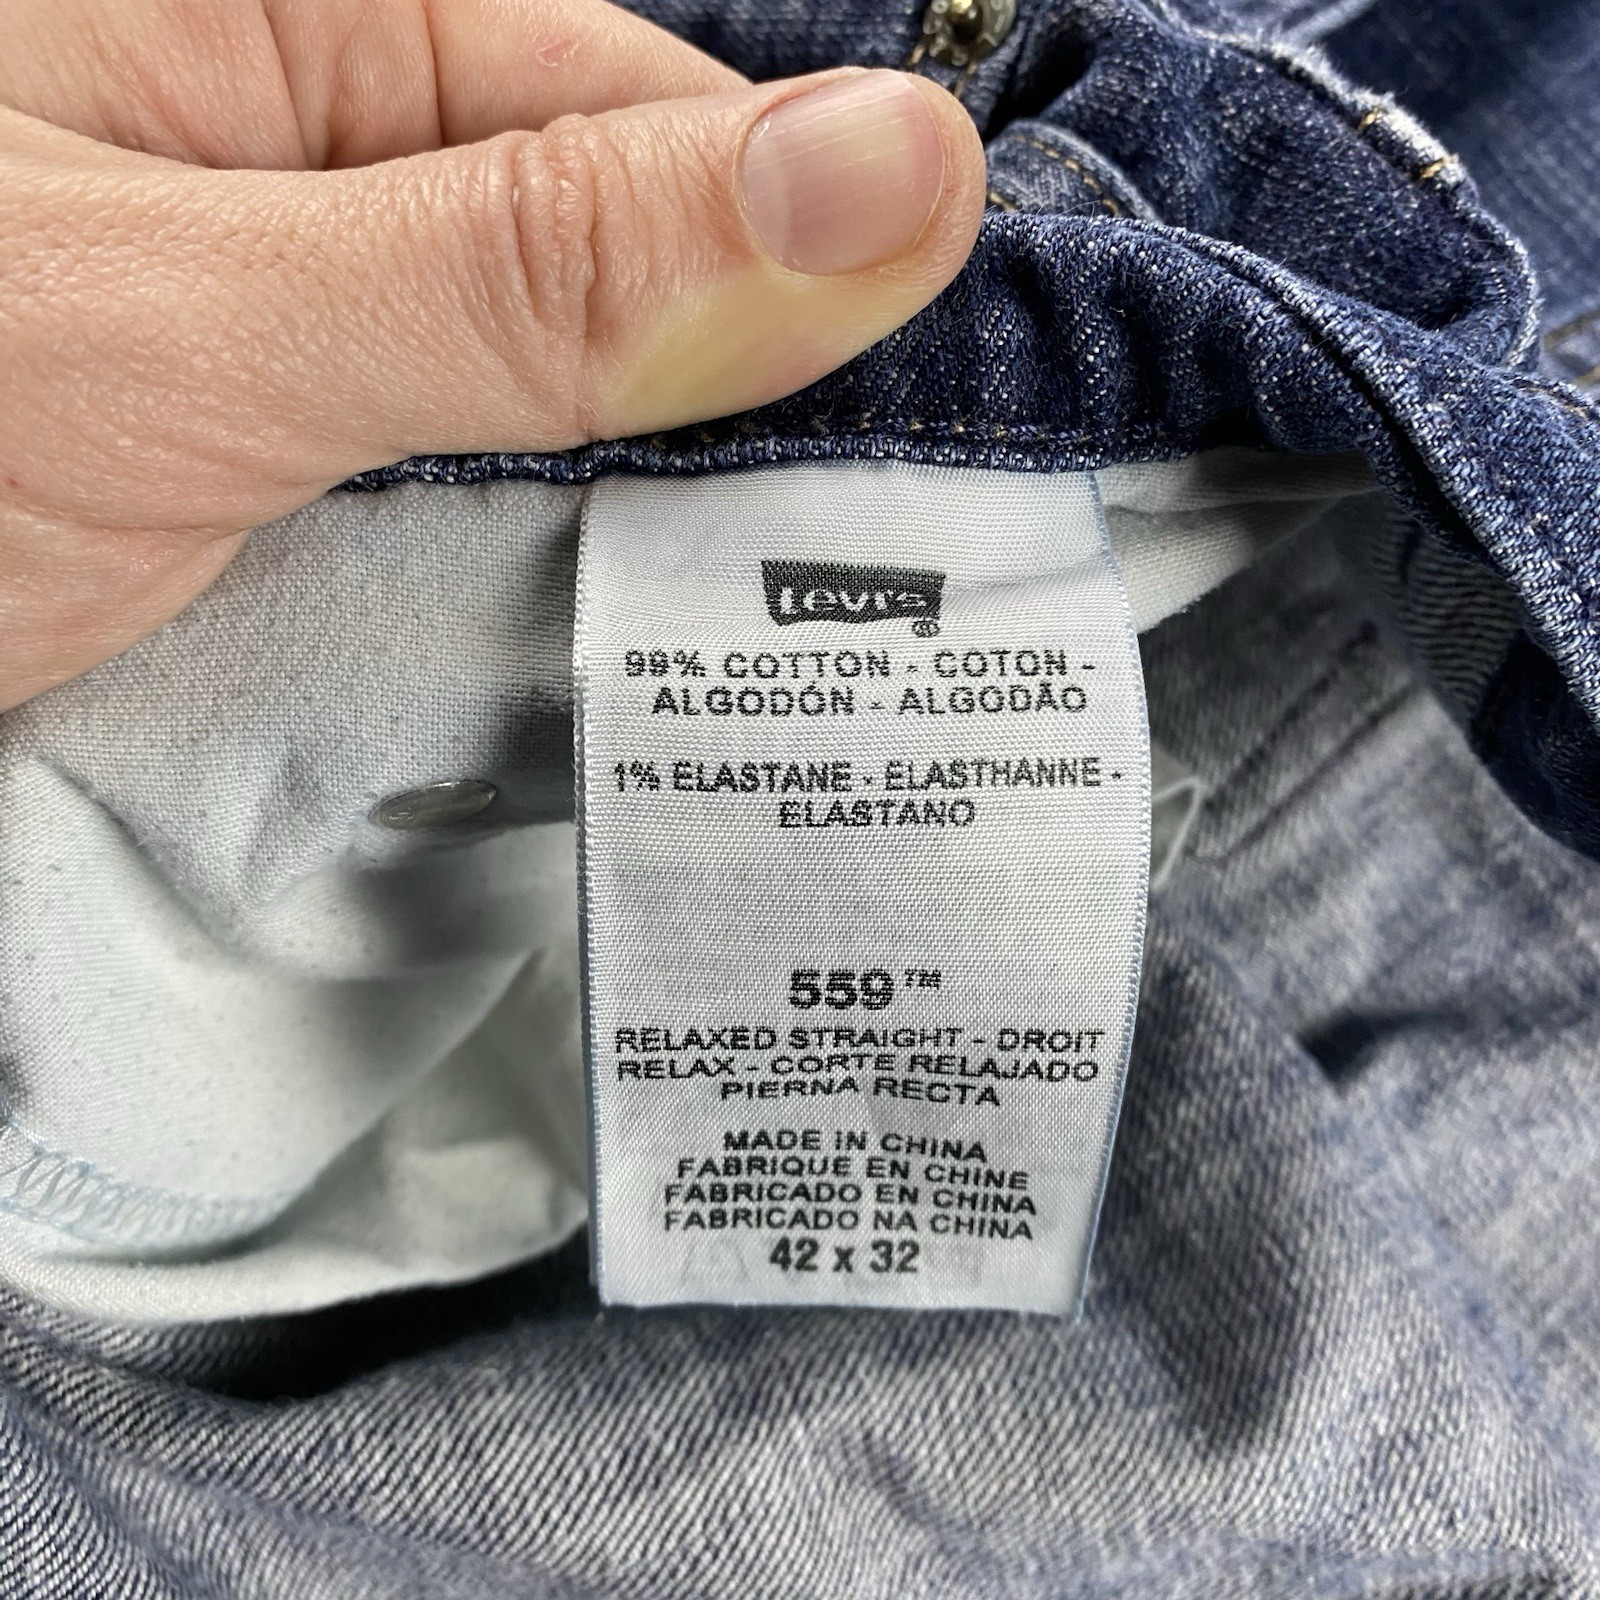 Levi's®
99% COTTON - COTON -
ALGODÓN - ALGODÃO
1% ELASTANE - ELASTHANNE -
ELASTANO
559™
RELAXED STRAIGHT - DROIT
RELAX - CORTE RELAJADO
PIERNA RECTA
MADE IN CHINA
FABRIQUE EN CHINE
FABRICADO EN CHINA
FABRICADO NA CHINA
42 x 32